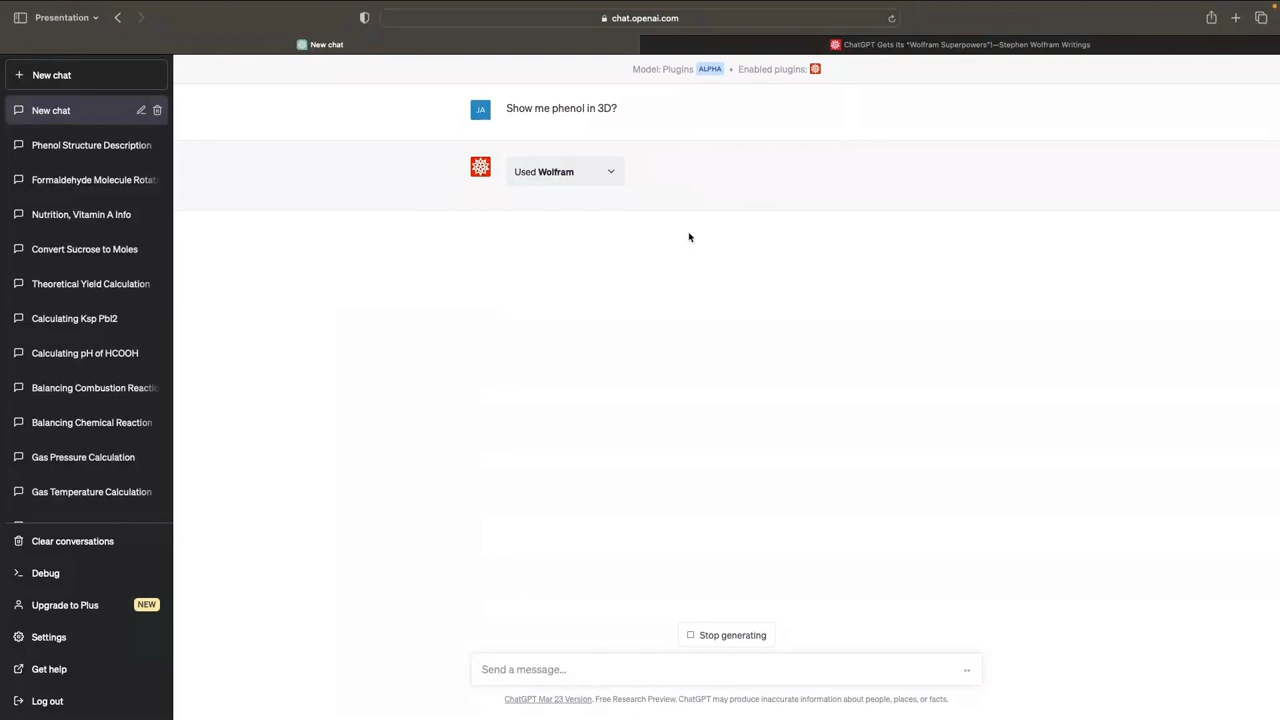 Presentation
chat.openai.com
New chat
ChatGPT Gets Its “Wolfram Superpowers”!—Stephen Wolfram Writings
New chat
Model: Plugins ALPHA • Enabled plugins:
New chat
JA
Show me phenol in 3D?
Phenol Structure Description
Used Wolfram
Formaldehyde Molecule Rotat
Nutrition, Vitamin A Info
Convert Sucrose to Moles
Theoretical Yield Calculation
Calculating Ksp PbI2
Calculating pH of HCOOH
Balancing Combustion Reactio
Balancing Chemical Reaction
Gas Pressure Calculation
Gas Temperature Calculation
Clear conversations
Debug
Upgrade to Plus NEW
Settings
Get help
Log out
Stop generating
Send a message...
ChatGPT Mar 23 Version. Free Research Preview. ChatGPT may produce inaccurate information about people, places, or facts.